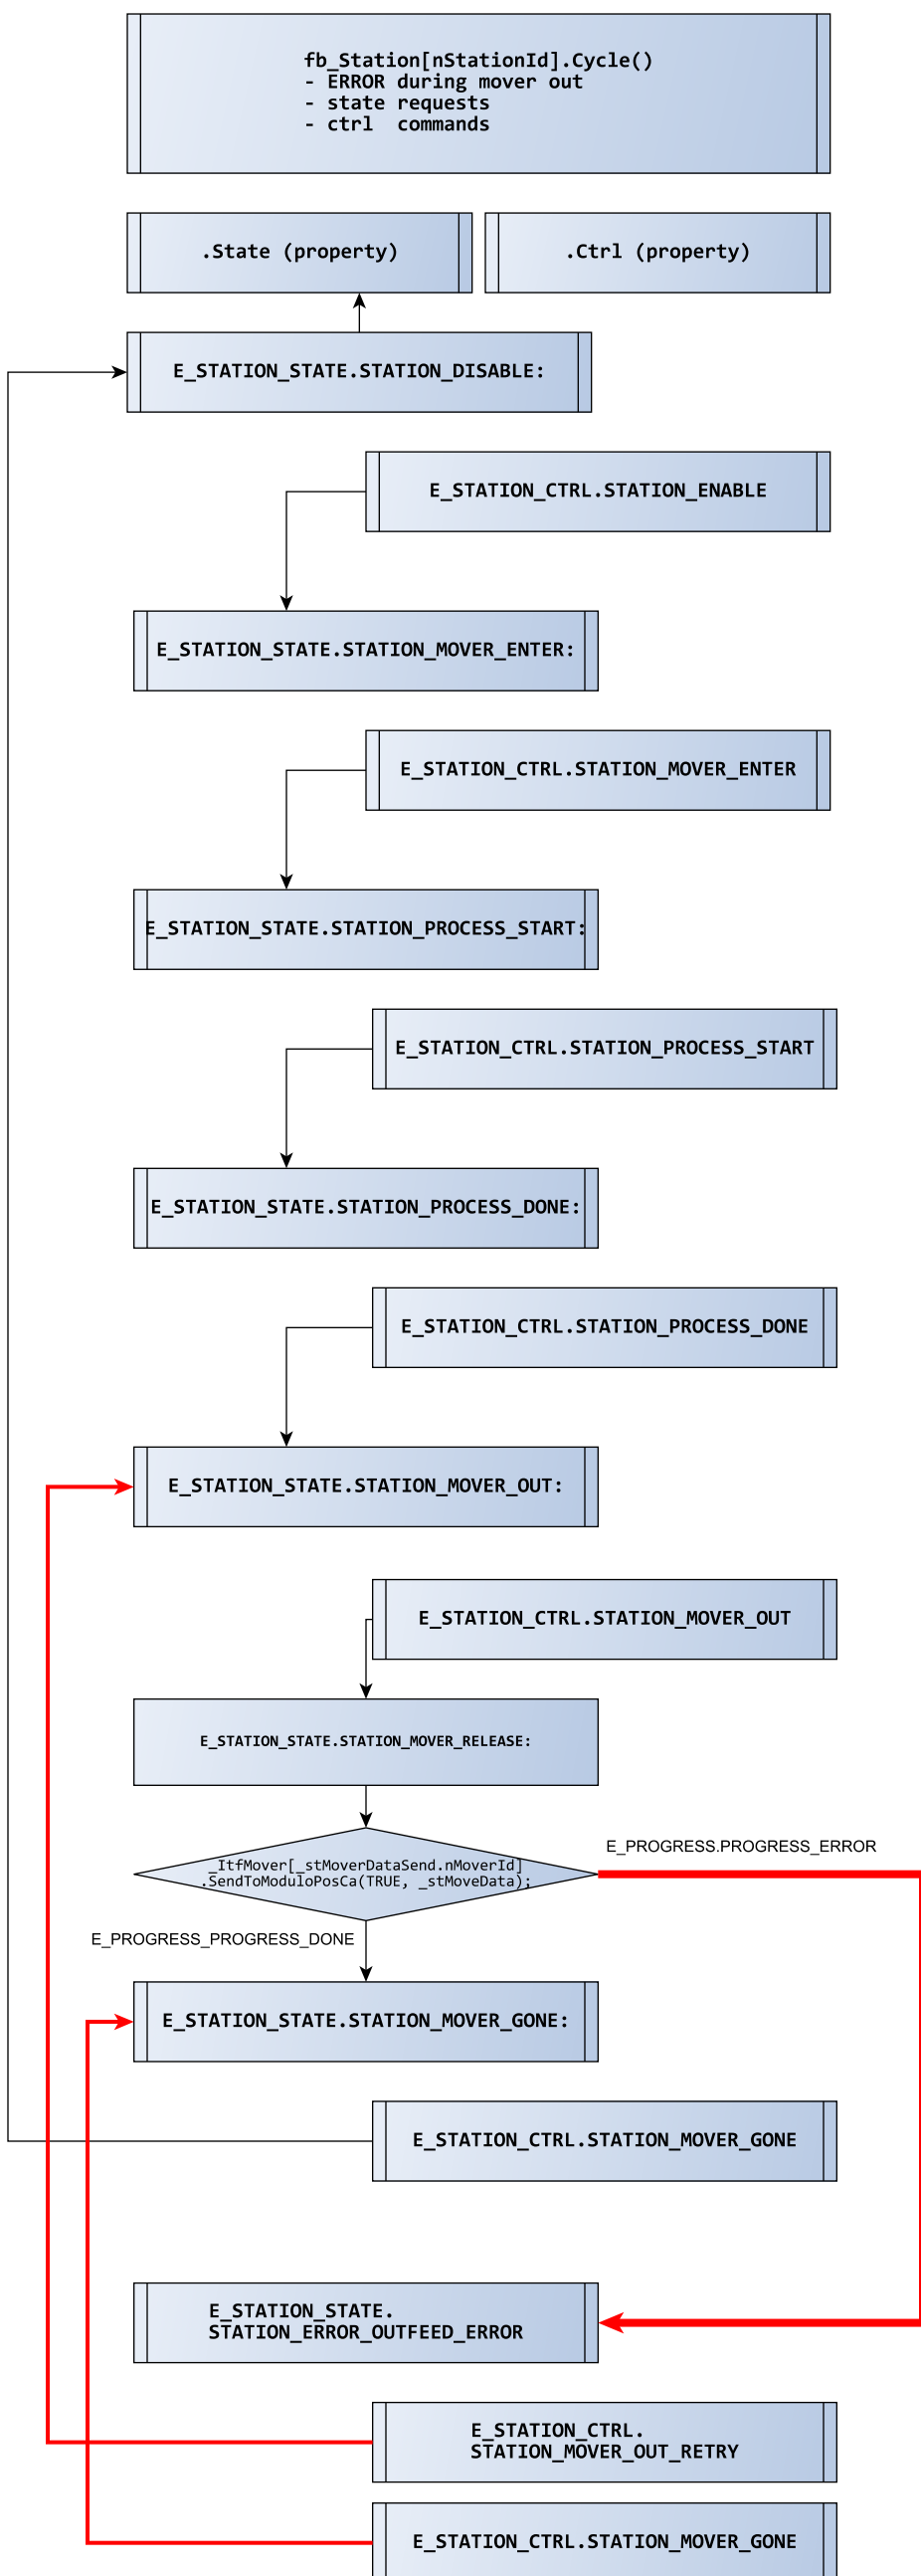 fb_Station[nStationId].Cycle()
- ERROR during mover out
- state requests
- ctrl  commands
.State (property)
.Ctrl (property)
E_STATION_STATE.STATION_DISABLE:
E_STATION_CTRL.STATION_ENABLE
E_STATION_STATE.STATION_MOVER_ENTER:
E_STATION_CTRL.STATION_MOVER_ENTER
E_STATION_STATE.STATION_PROCESS_START:
E_STATION_CTRL.STATION_PROCESS_START
E_STATION_STATE.STATION_PROCESS_DONE:
E_STATION_CTRL.STATION_PROCESS_DONE
E_STATION_STATE.STATION_MOVER_OUT:
E_STATION_CTRL.STATION_MOVER_OUT
E_STATION_STATE.STATION_MOVER_RELEASE:
E_PROGRESS.PROGRESS_ERROR
_ItfMover[_stMoverDataSend.nMoverId]
.SendToModuloPosCa(TRUE, _stMoveData);
E_PROGRESS_PROGRESS_DONE
E_STATION_STATE.STATION_MOVER_GONE:
E_STATION_CTRL.STATION_MOVER_GONE
E_STATION_STATE.
STATION_ERROR_OUTFEED_ERROR
E_STATION_CTRL.
STATION_MOVER_OUT_RETRY
E_STATION_CTRL.STATION_MOVER_GONE